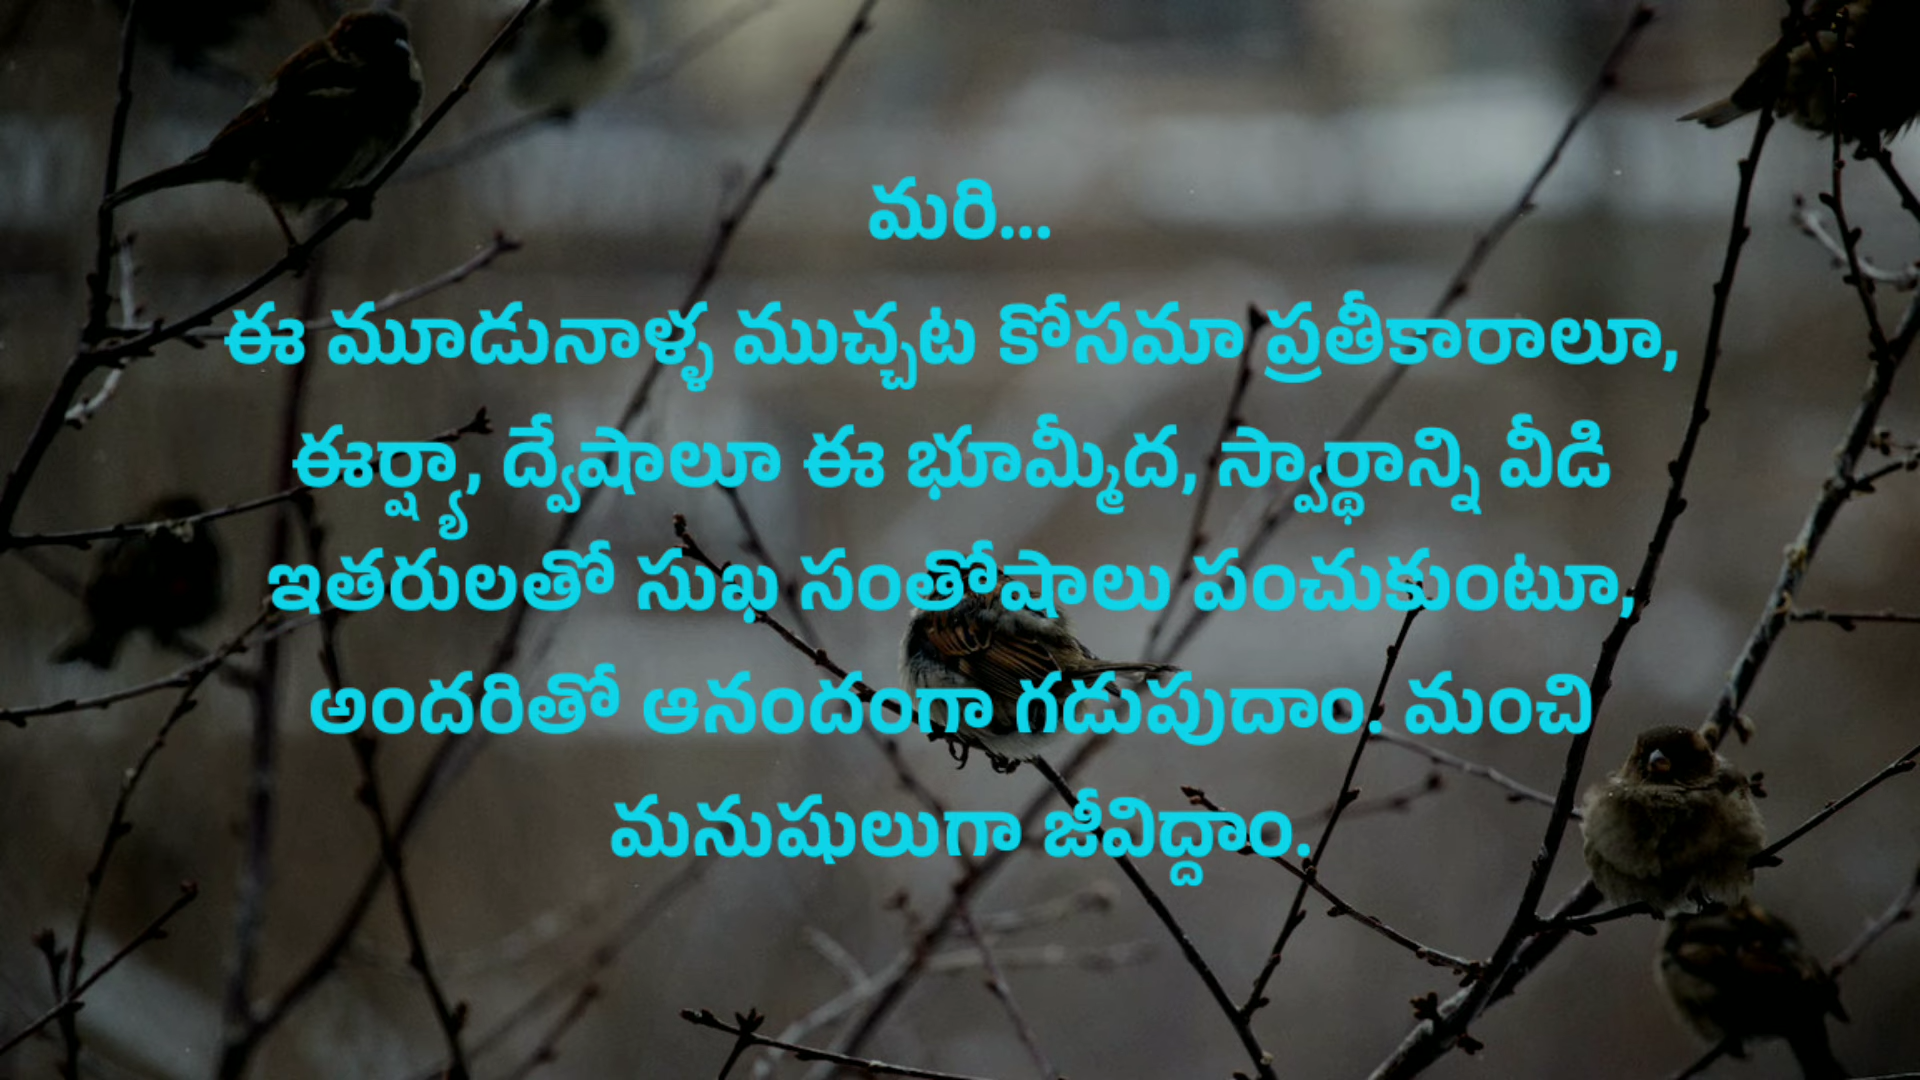 మరి...
ఈ మూడునాళ్ళ ముచ్చట కోసమా ప్రతీకారాలూ,
ఈర్ష్యా, ద్వేషాలూ ఈ భూమ్మీద, స్వార్థాన్ని వీడి
ఇతరులతో సుఖ సంతోషాలు పంచుకుంటూ,
అందరితో ఆనందంగా గడుపుదాం. మంచి
మనుషులుగా జీవిద్దాం.